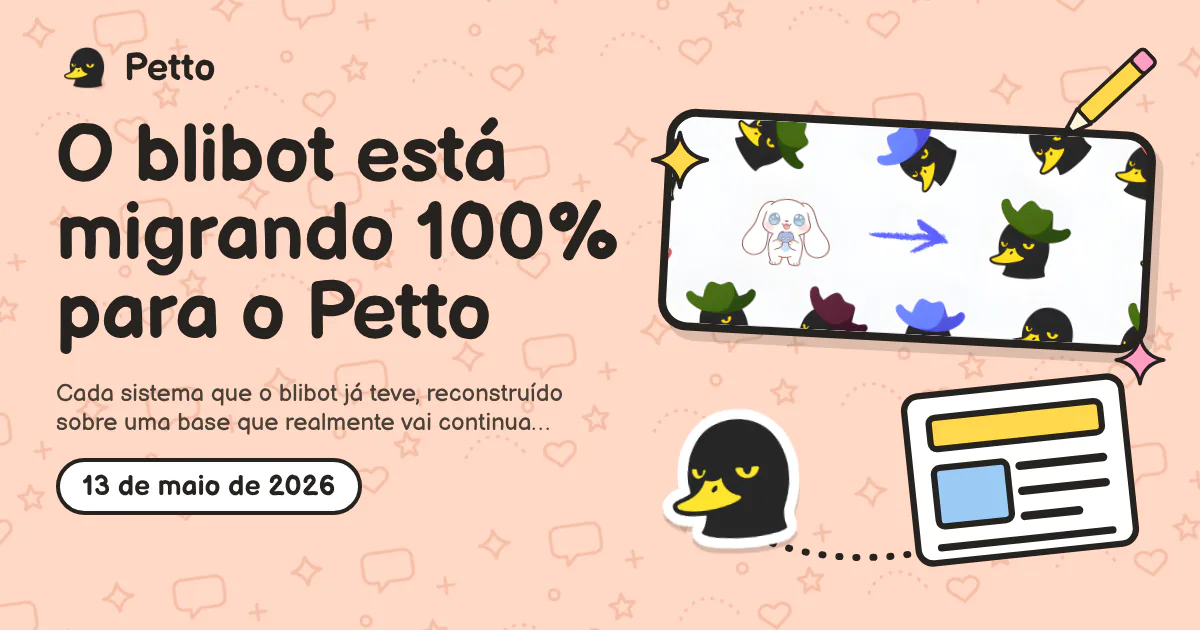 Petto
O blibot está
migrando 100%
para o Petto
Cada sistema que o blibot já teve, reconstruído
sobre uma base que realmente vai continua...
13 de maio de 2026